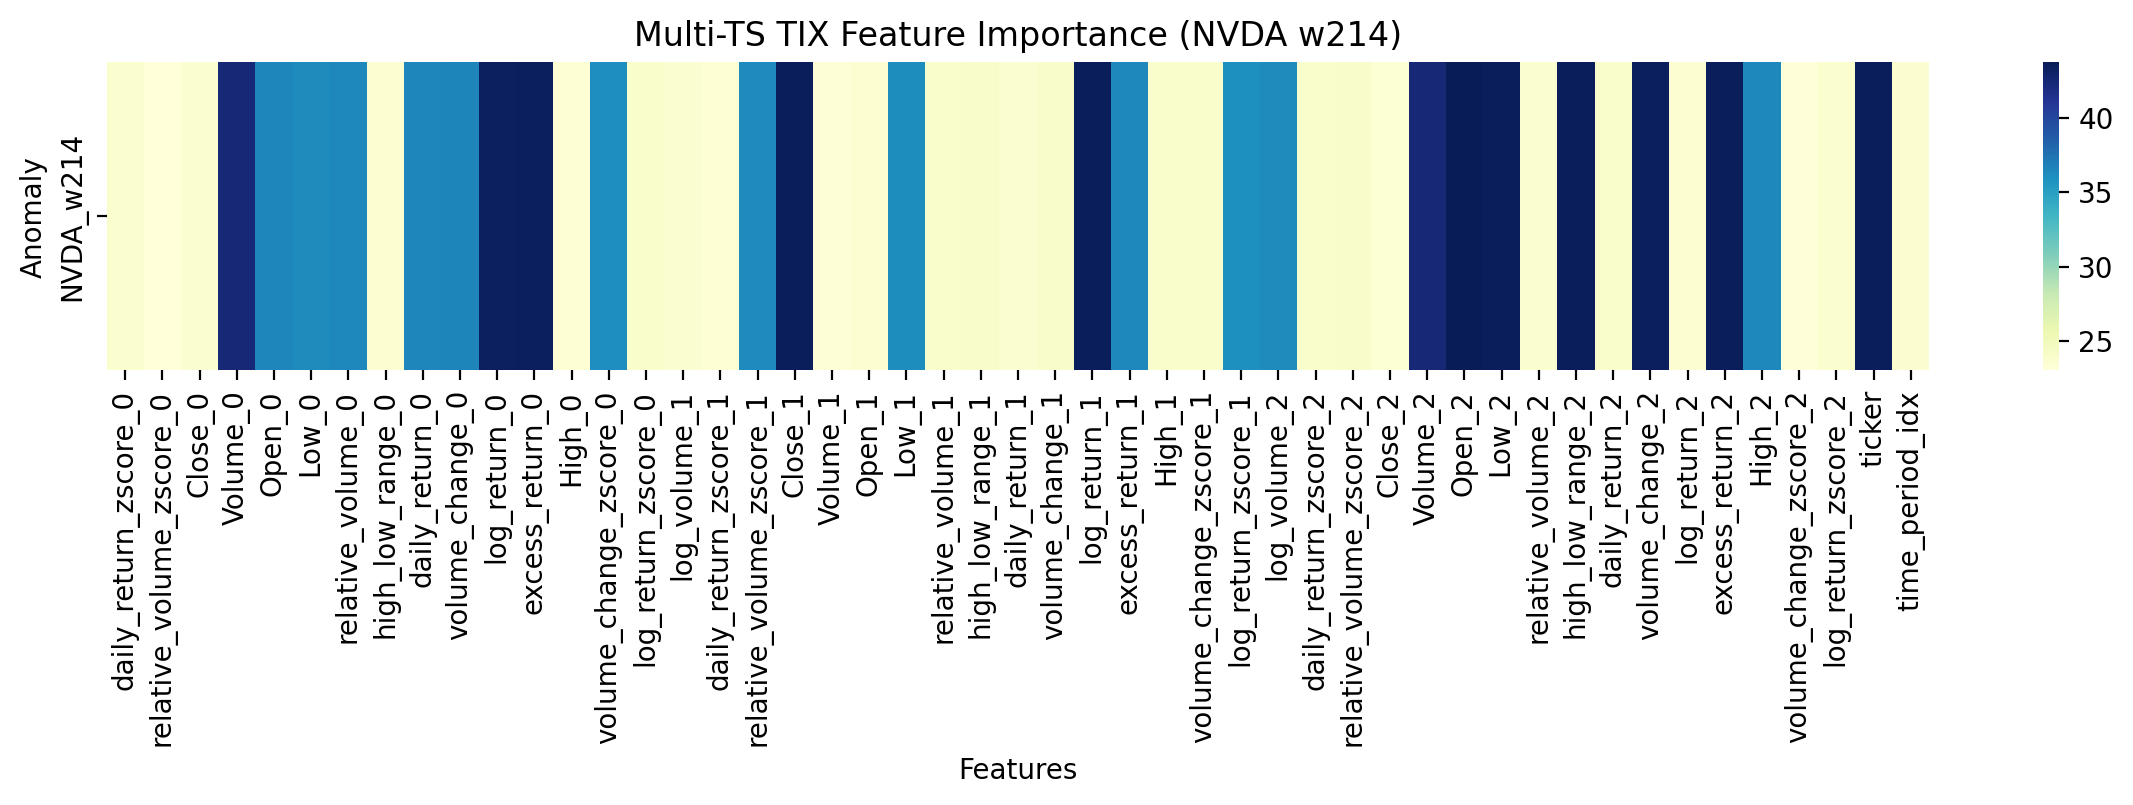 Multi-TS TIX Feature Importance (NVDA w214)
Anomaly
NVDA_w214
40
35
30
25
daily_return_zscore_0
relative_volume_zscore_0
Close_0
Volume_0
Open_0
Low_0
relative_volume_0
high_low_range_0
daily_return_0
volume_change_0
log_return_0
excess_return_0
High_0
volume_change_zscore_0
log_return_zscore_0
log_volume_1
daily_return_zscore_1
relative_volume_zscore_1
Close_1
Volume_1
Open_1
Low_1
relative_volume_1
high_low_range_1
daily_return_1
volume_change_1
log_return_1
excess_return_1
High_1
volume_change_zscore_1
log_return_zscore_1
log_volume_2
daily_return_zscore_2
relative_volume_zscore_2
Close_2
Volume_2
Open_2
Low_2
relative_volume_2
high_low_range_2
daily_return_2
volume_change_2
log_return_2
excess_return_2
High_2
volume_change_zscore_2
log_return_zscore_2
ticker
time_period_idx
Features